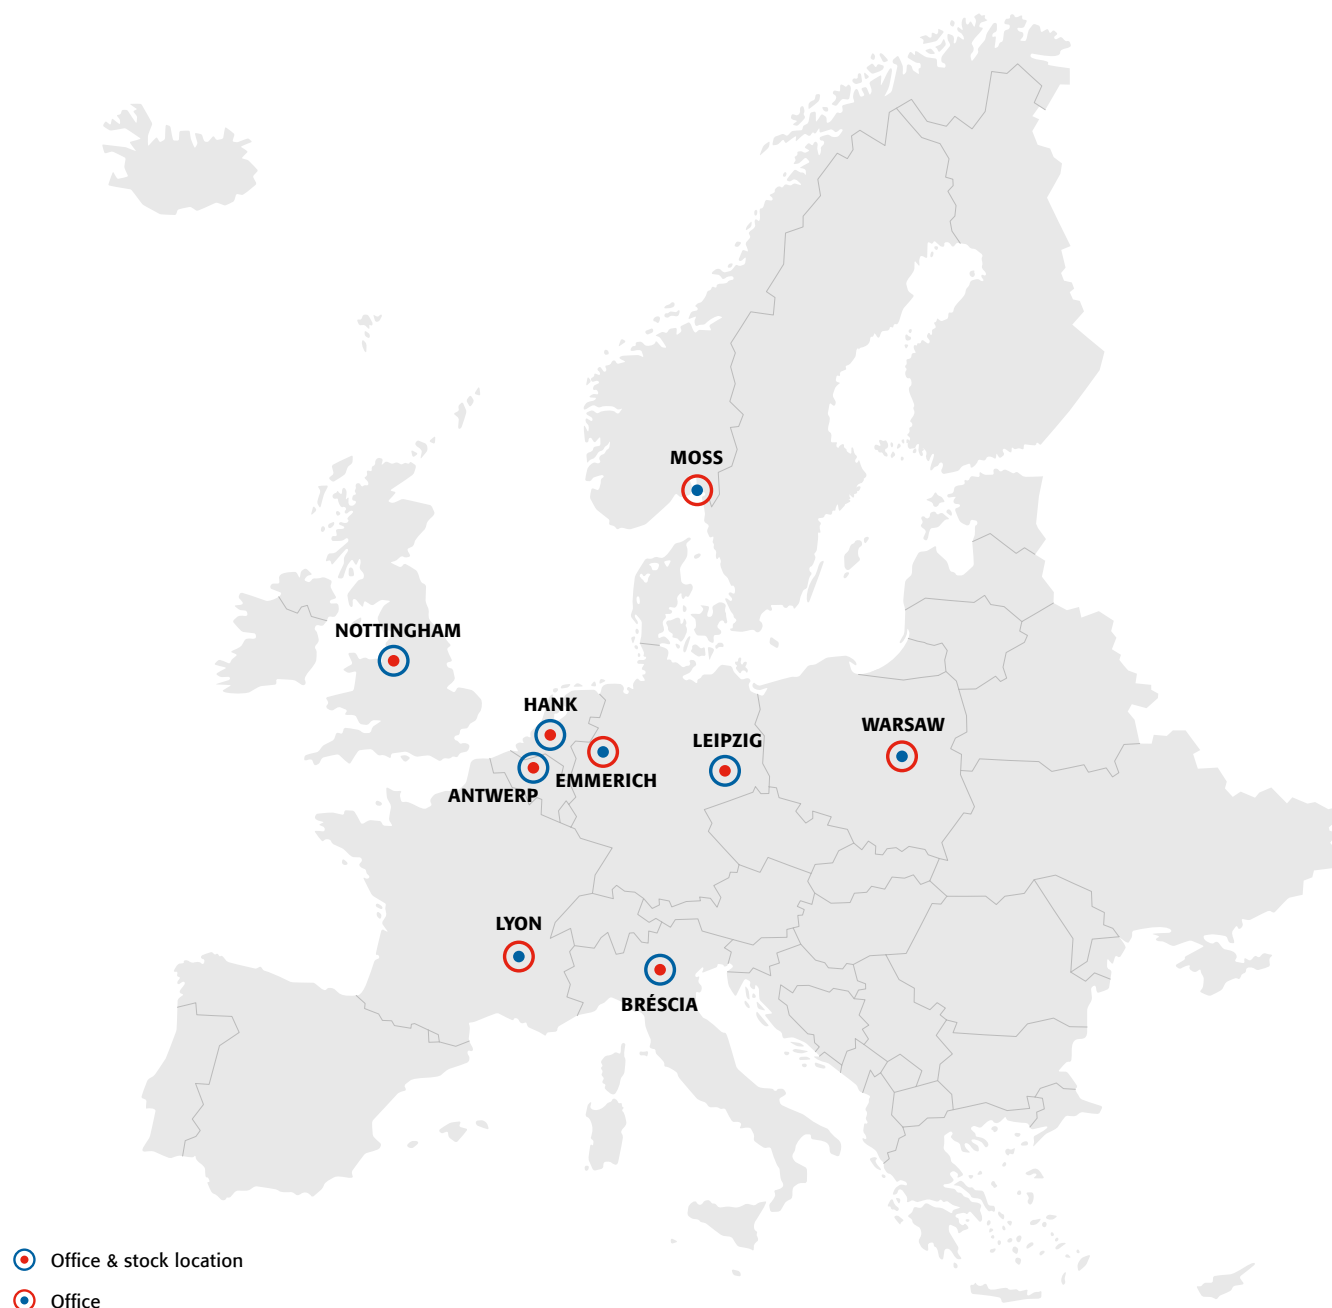 MOSS
NOTTINGHAM
HANK
WARSAW
LEIPZIG
EMMERICH
ANTWERP
LYON
BRÉSCIA
Office & stock location
Office